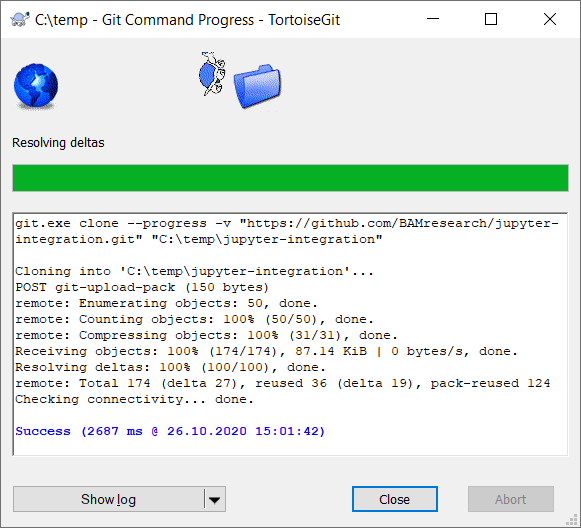 C:\temp - Git Command Progress - TortoiseGit
Resolving deltas
git.exe clone --progress -v "https://github.com/BAMresearch/jupyter-
integration.git" "C:\temp\jupyter-integration"
Cloning into 'C:\temp\jupyter-integration'...
POST git-upload-pack (150 bytes)
remote: Enumerating objects: 50, done.
remote: Counting objects: 100% (50/50), done.
remote: Compressing objects: 100% (31/31), done.
Receiving objects: 100% (174/174), 87.14 KiB | 0 bytes/s, done.
Resolving deltas: 100% (100/100), done.
remote: Total 174 (delta 27), reused 36 (delta 19), pack-reused 124
Checking connectivity... done.
Success (2687 ms @ 26.10.2020 15:01:42)
Show log
Close
Abort